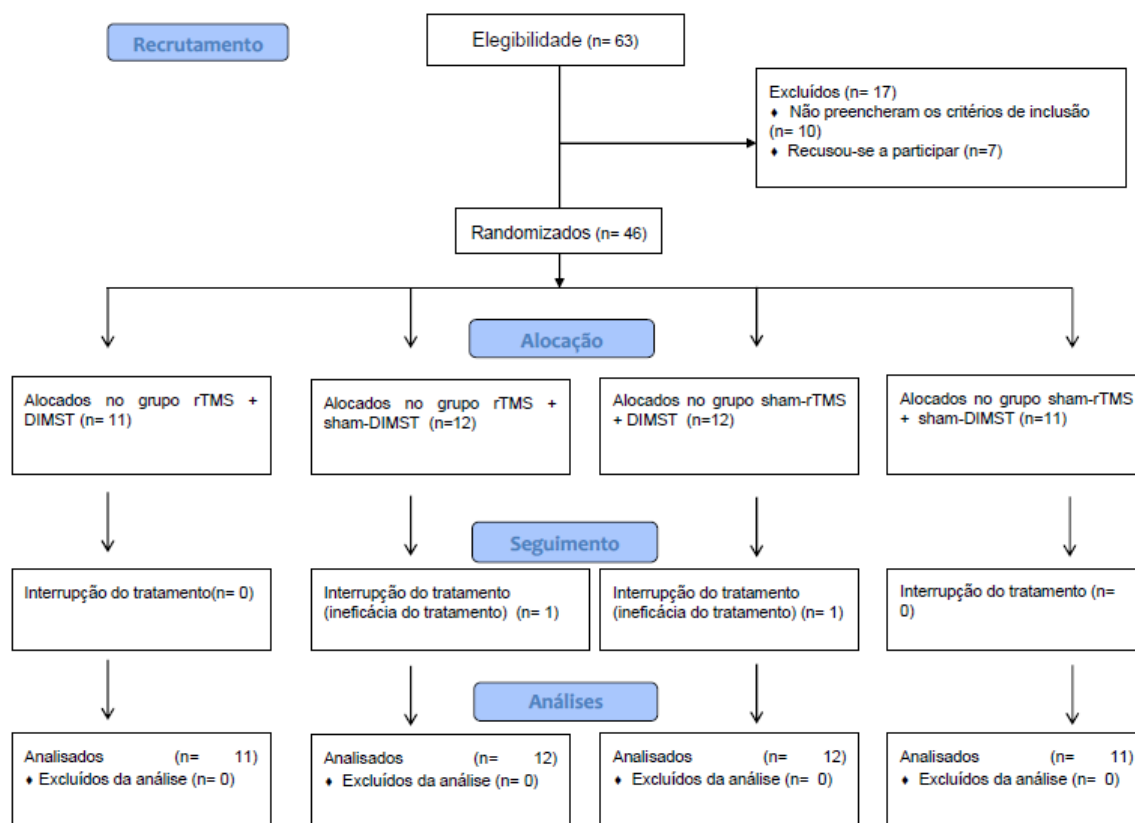 Recrutamento
Elegibilidade (n= 63)
Excluídos (n= 17)
♦ Não preencheram os critérios de inclusão
(n= 10)
♦ Recusou-se a participar (n=7)
Randomizados (n= 46)
Alocação
Alocados no grupo rTMS +
DIMST (n= 11)
Alocados no grupo rTMS +
sham-DIMST (n=12)
Alocados no grupo sham-rTMS
+ DIMST (n=12)
Alocados no grupo sham-rTMS
+ sham-DIMST (n=11)
Seguimento
Interrupção do tratamento(n= 0)
Interrupção do tratamento
(ineficácia do tratamento) (n= 1)
Interrupção do tratamento
(ineficácia do tratamento) (n= 1)
Interrupção do tratamento (n=
0)
Análises
Analisados (n= 11)
♦ Excluídos da análise (n= 0)
Analisados (n= 12)
♦ Excluídos da análise (n= 0)
Analisados (n= 12)
♦ Excluídos da análise (n= 0)
Analisados (n= 11)
♦ Excluídos da análise (n= 0)